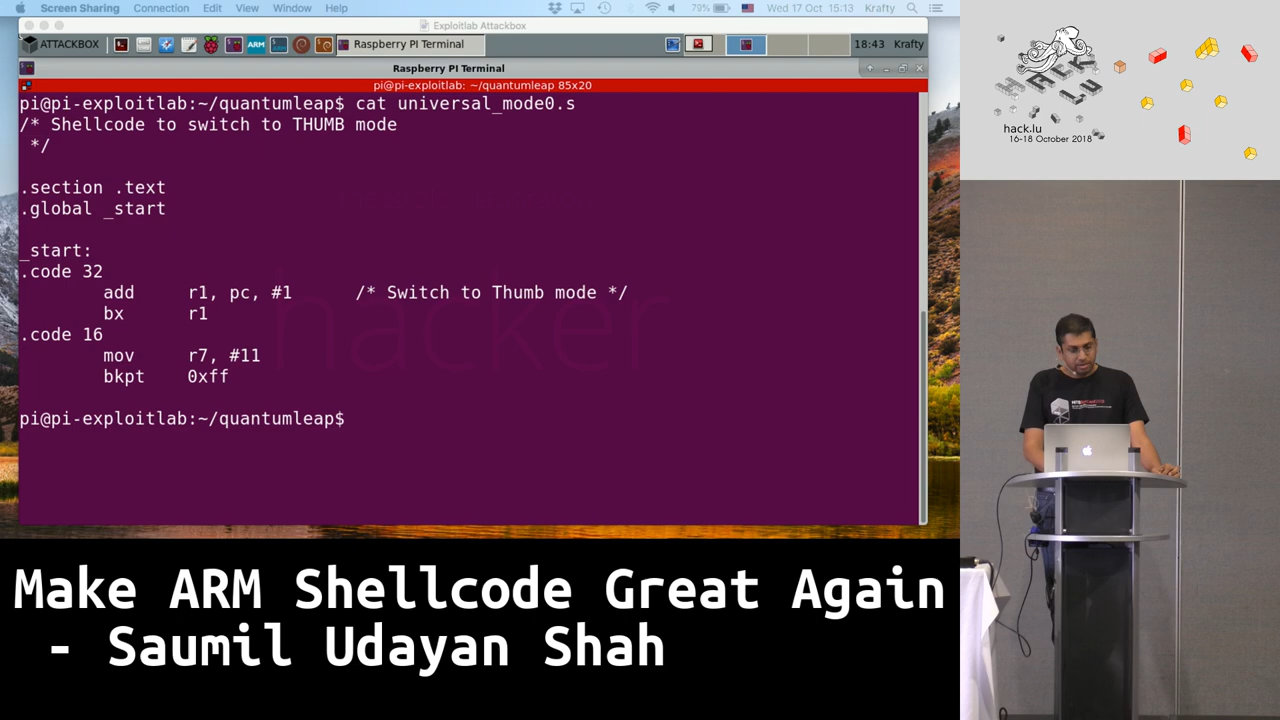 Screen Sharing Connection Edit View Window Help 79% Wed 17 Oct 15:13 Krafty
Exploitlab Attackbox
ATTACKBOX ARM Raspberry PI Terminal 18:43 Krafty
Raspberry PI Terminal
pi@pi-exploitlab: ~/quantumleap 85x20
pi@pi-exploitlab:~/quantumleap$ cat universal_mode0.s
/* Shellcode to switch to THUMB mode
*/
.section .text
.global _start
_start:
.code 32
add r1, pc, #1 /* Switch to Thumb mode */
bx r1
.code 16
mov r7, #11
bkpt 0xff
pi@pi-exploitlab:~/quantumleap$
hacker
hack.lu
16-18 October 2018
Make ARM Shellcode Great Again
- Saumil Udayan Shah